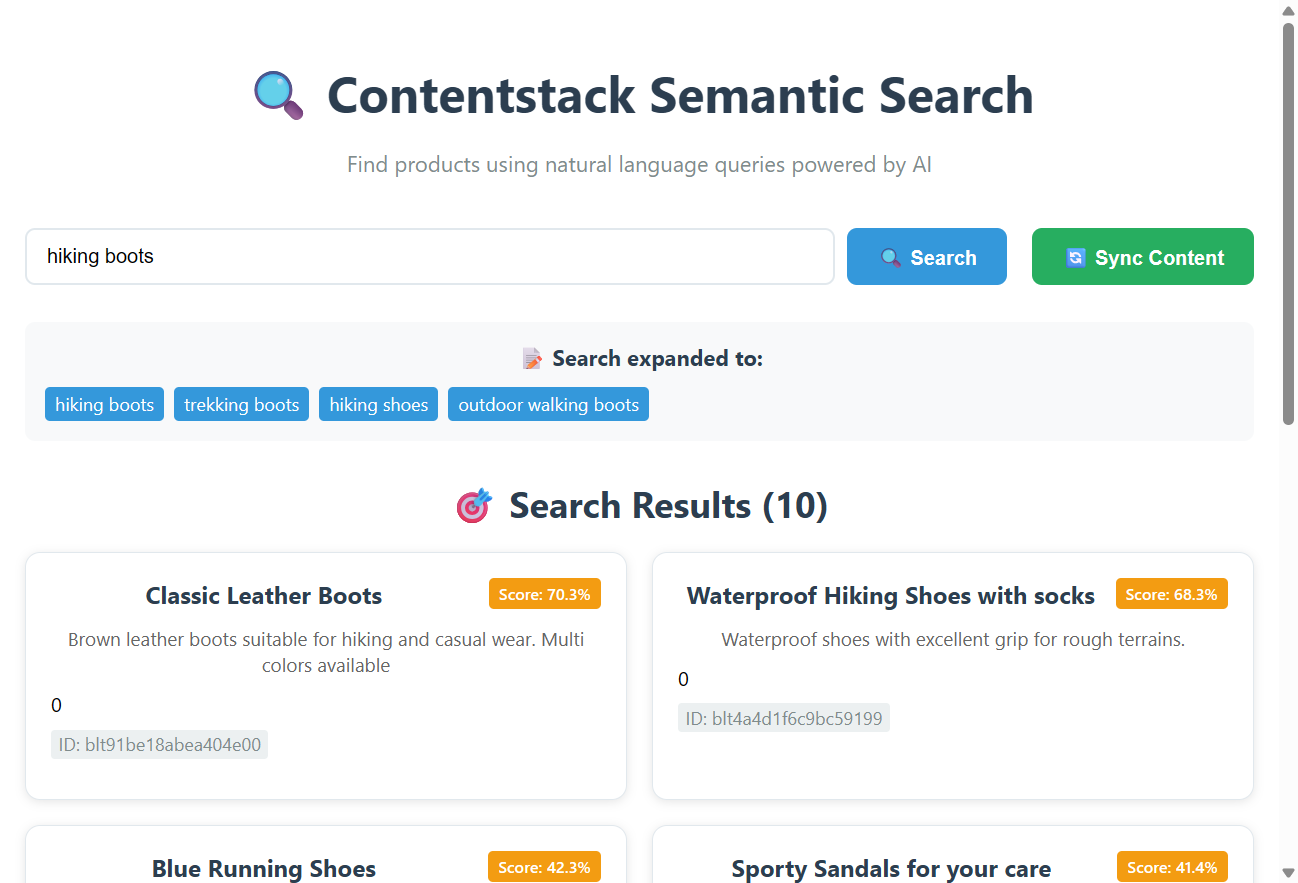 Contentstack Semantic Search
Find products using natural language queries powered by AI
hiking boots
Search
Sync Content
Search expanded to:
hiking boots
trekking boots
hiking shoes
outdoor walking boots
Search Results (10)
Classic Leather Boots
Score: 70.3%
Brown leather boots suitable for hiking and casual wear. Multi
colors available
0
ID: blt91be18abea404e00
Waterproof Hiking Shoes with socks
Score: 68.3%
Waterproof shoes with excellent grip for rough terrains.
0
ID: blt4a4d1f6c9bc59199
Blue Running Shoes
Score: 42.3%
Sporty Sandals for your care
Score: 41.4%